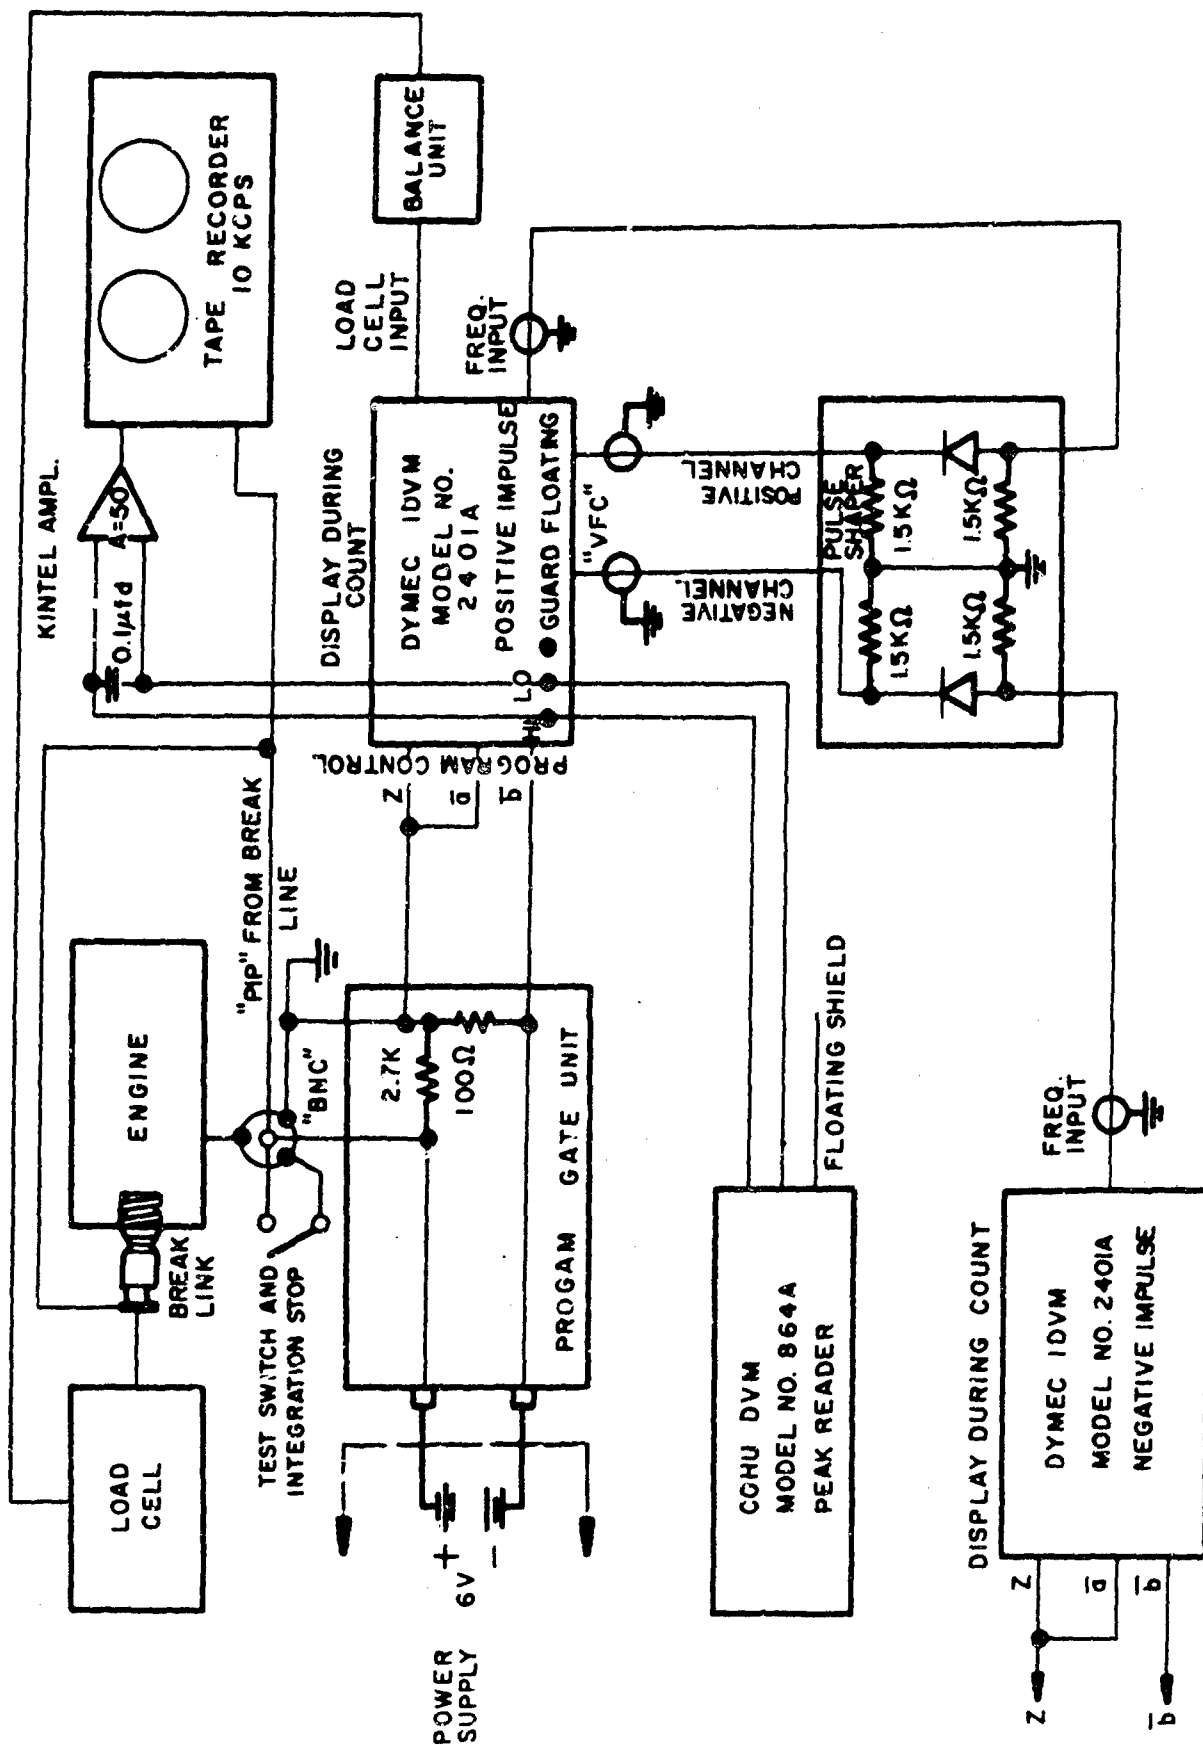 LOAD
CELL
BREAK
LINK
ENGINE
KINTEL AMPL.
A=50
0.1µfd
TAPE RECORDER
10 KCPS
"PIP" FROM BREAK
LINE
TEST SWITCH AND
INTEGRATION STOP
"BNC"
BALANCE
UNIT
LOAD
CELL
INPUT
POWER
SUPPLY
6V
+
−
2.7K
100Ω
PROGAM GATE UNIT
DISPLAY DURING
COUNT
DYMEC IDVM
MODEL NO.
2401A
POSITIVE IMPULSE
GUARD FLOATING
LO
HI
PROGRAM CONTROL
Z
a̅
b̅
FREQ.
INPUT
"VFC"
POSITIVE
CHANNEL
NEGATIVE
CHANNEL
PULSE
SHAPER
1.5KΩ
1.5KΩ
1.5KΩ
1.5KΩ
COHU DVM
MODEL NO. 864A
PEAK READER
FLOATING SHIELD
DISPLAY DURING COUNT
DYMEC IDVM
MODEL NO. 2401A
NEGATIVE IMPULSE
FREQ.
INPUT
Z
a̅
b̅
Z
b̅